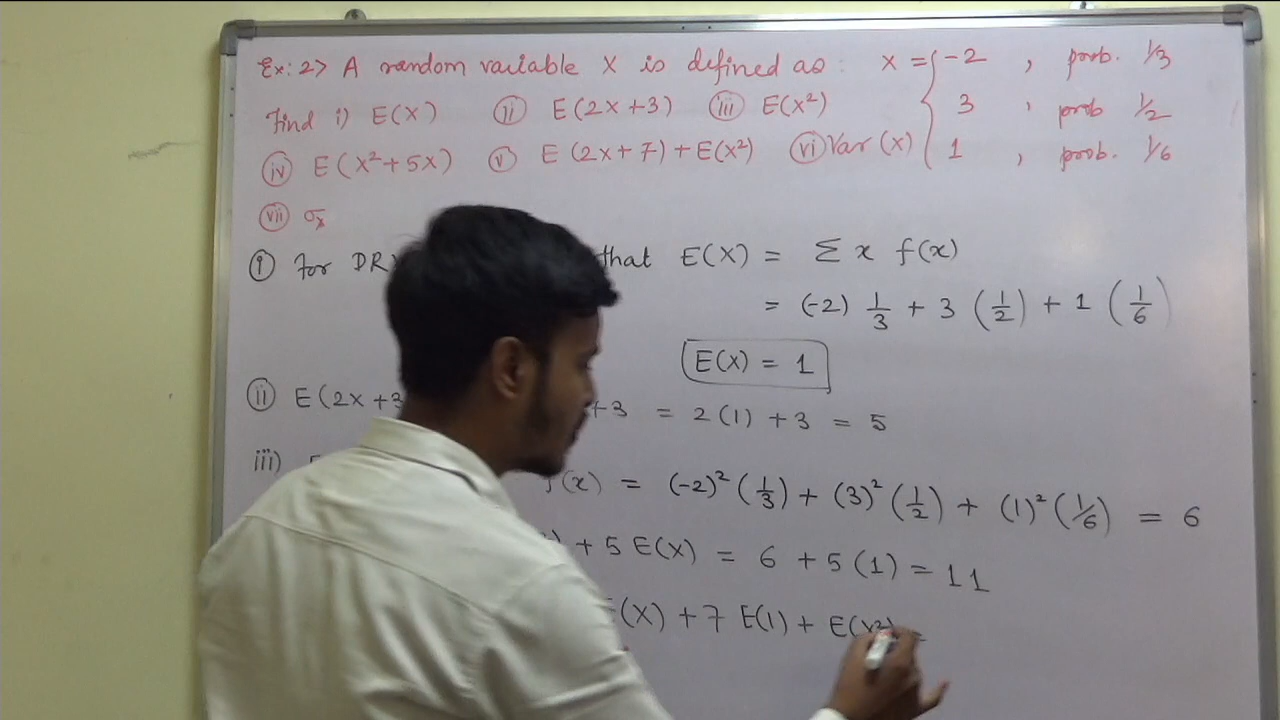 Ex: 2> A random variable X is defined as : X = { -2 , prob. 1/3
Find i) E(X) ii) E(2X+3) iii) E(X²) 3 , prob 1/2
iv) E(X²+5X) v) E(2X+7)+E(X²) vi) Var(X) 1 , prob. 1/6
vii) σx
i) For DR that E(X) = Σ x f(x)
= (-2) 1/3 + 3 (1/2) + 1 (1/6)
E(X) = 1
ii) E(2X+3 +3 = 2(1) + 3 = 5
iii) f(x) = (-2)² (1/3) + (3)² (1/2) + (1)² (1/6) = 6
+ 5 E(X) = 6 + 5(1) = 11
(X) + 7 E(1) + E(X²) =